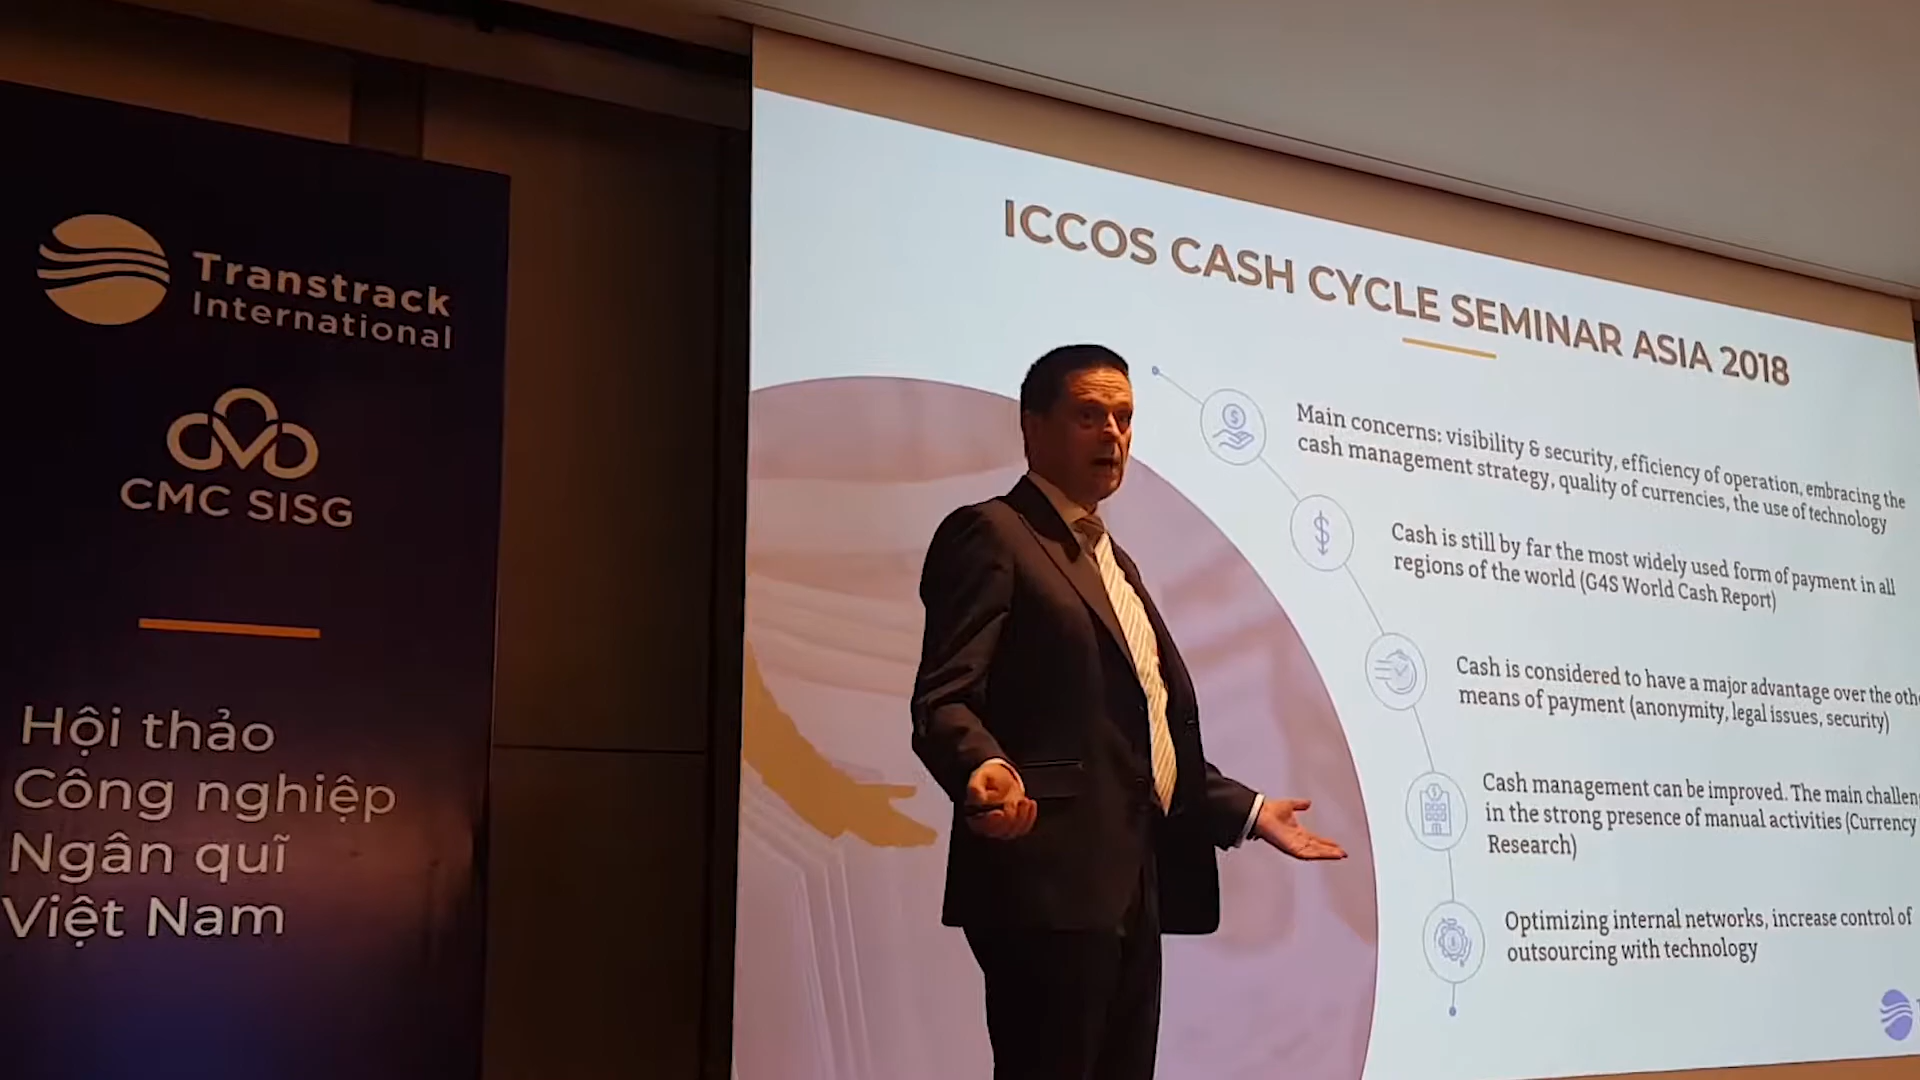 Transtrack
International
CMC SISG
Hội thảo
Công nghiệp
Ngân quĩ
Việt Nam
ICCOS CASH CYCLE SEMINAR ASIA 2018
Main concerns: visibility & security, efficiency of operation, embracing the
cash management strategy, quality of currencies, the use of technology
Cash is still by far the most widely used form of payment in all
regions of the world (G4S World Cash Report)
Cash is considered to have a major advantage over the
means of payment (anonymity, legal issues, security)
Cash management can be improved. The main
in the strong presence of manual activities (Currency
Research)
Optimizing internal networks, increase control of
outsourcing with technology